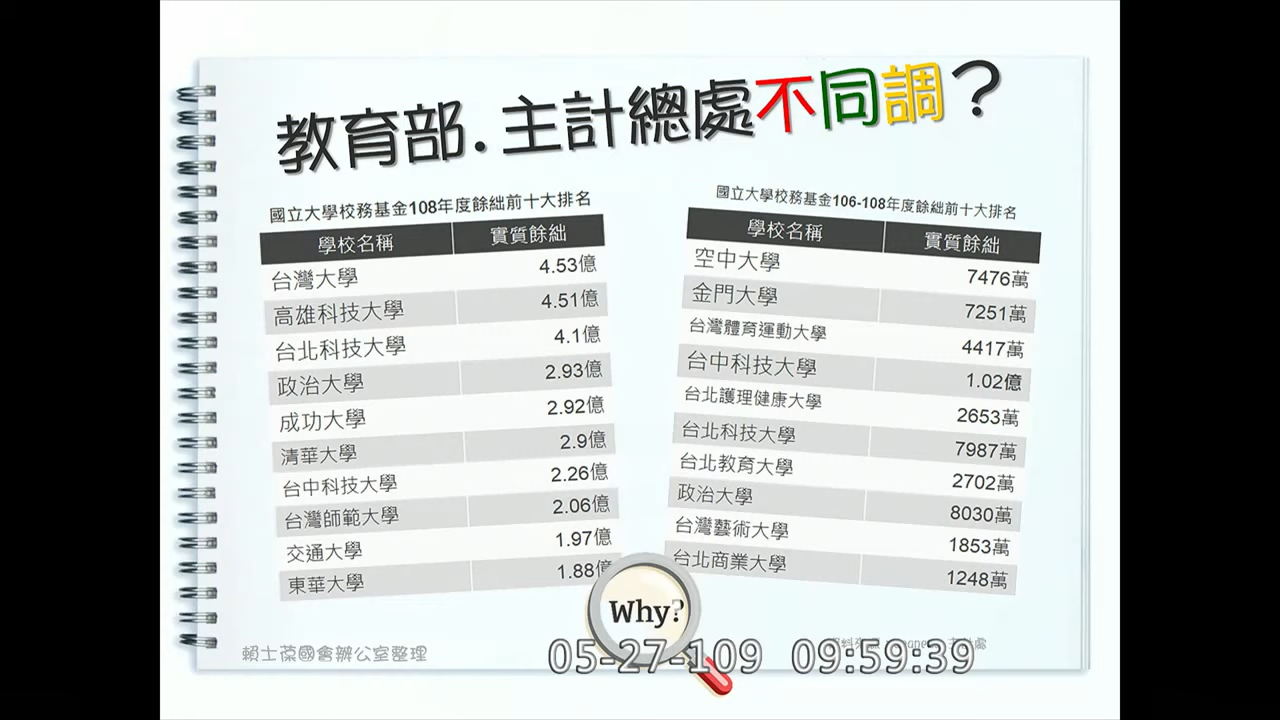 教育部.主計總處不同調？
國立大學校務基金108年度餘絀前十大排名
學校名稱 實質餘絀
台灣大學 4.53億
高雄科技大學 4.51億
台北科技大學 4.1億
政治大學 2.93億
成功大學 2.92億
清華大學 2.9億
台中科技大學 2.26億
台灣師範大學 2.06億
交通大學 1.97億
東華大學 1.88億
國立大學校務基金106-108年度餘絀前十大排名
學校名稱 實質餘絀
空中大學 7476萬
金門大學 7251萬
台灣體育運動大學 4417萬
台中科技大學 1.02億
台北護理健康大學 2653萬
台北科技大學 7987萬
台北教育大學 2702萬
政治大學 8030萬
台灣藝術大學 1853萬
台北商業大學 1248萬
Why?
賴士葆國會辦公室整理
05-27-109 09:59:39